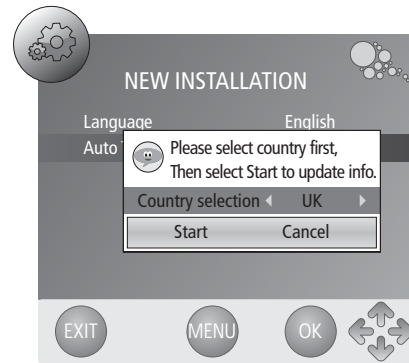 NEW INSTALLATION
Language English
Auto
Please select country first,
Then select Start to update info.
Country selection UK
Start Cancel
EXIT MENU OK